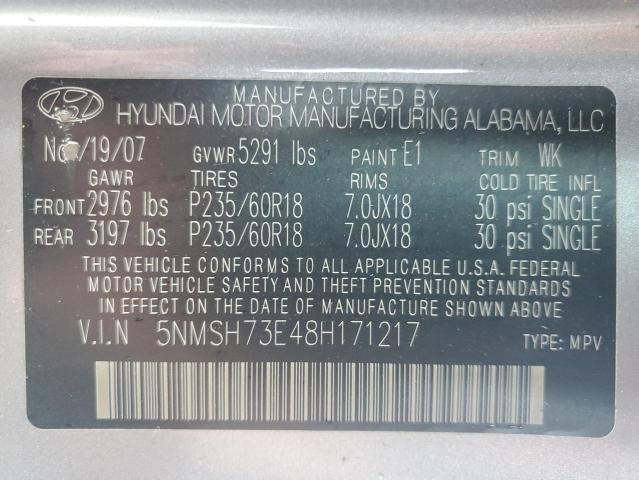 MANUFACTURED BY
HYUNDAI MOTOR MANUFACTURING ALABAMA, LLC
Nov/19/07 GVWR 5291 lbs PAINT E1 TRIM WK
GAWR TIRES RIMS COLD TIRE INFL
FRONT 2976 lbs P235/60R18 7.0JX18 30 psi SINGLE
REAR 3197 lbs P235/60R18 7.0JX18 30 psi SINGLE
THIS VEHICLE CONFORMS TO ALL APPLICABLE U.S.A. FEDERAL
MOTOR VEHICLE SAFETY AND THEFT PREVENTION STANDARDS
IN EFFECT ON THE DATE OF MANUFACTURE SHOWN ABOVE
V.I.N 5NMSH73E48H171217 TYPE: MPV